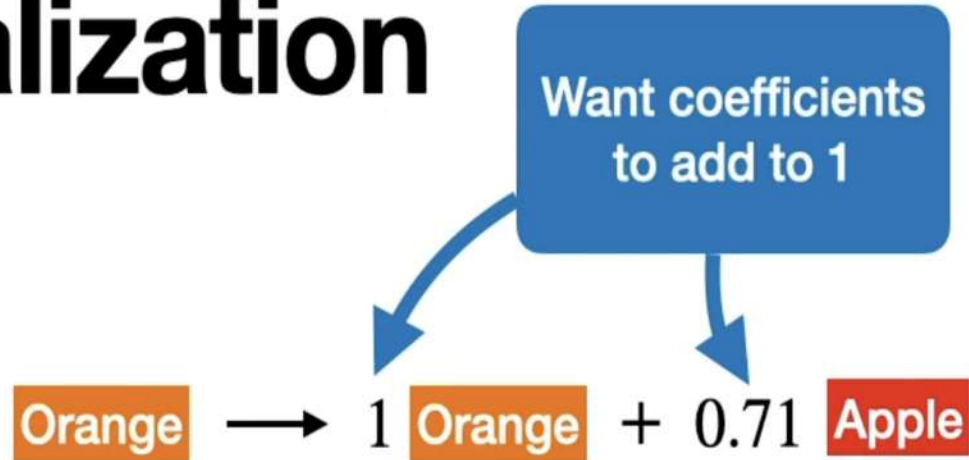 alization
Want coefficients
to add to 1
Orange → 1 Orange + 0.71 Apple